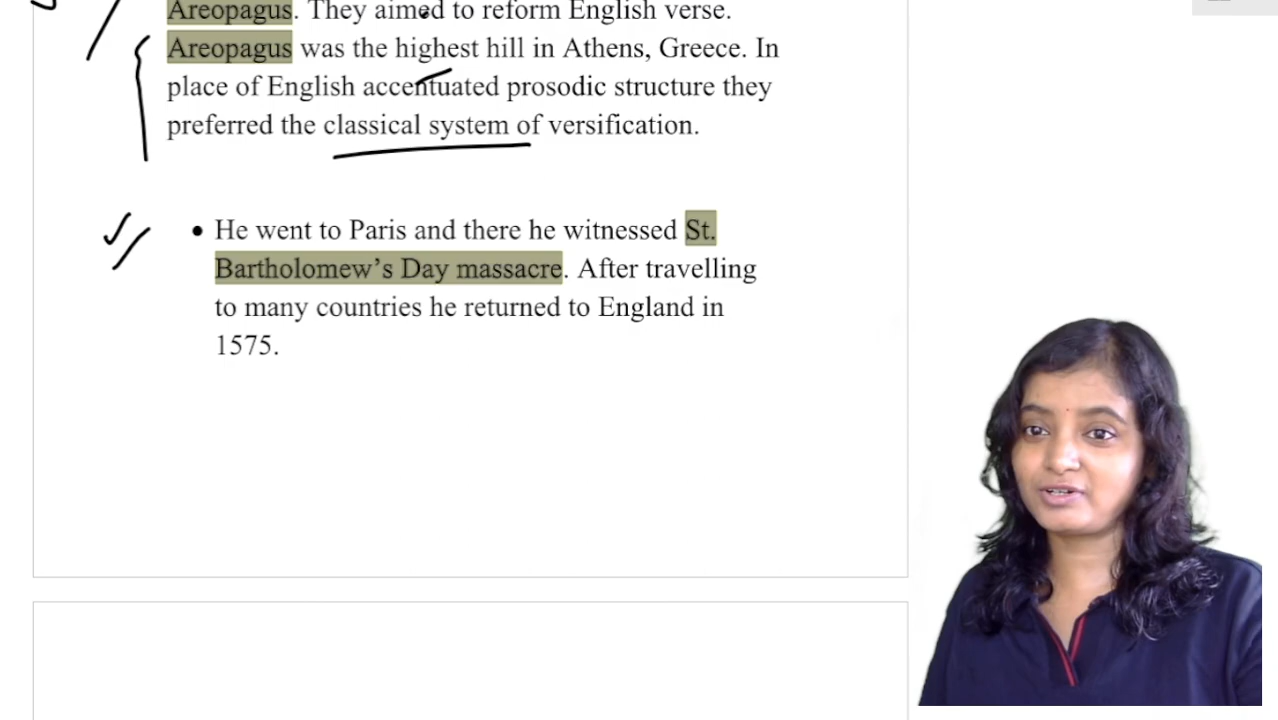 Areopagus. They aimed to reform English verse.
Areopagus was the highest hill in Athens, Greece. In
place of English accentuated prosodic structure they
preferred the classical system of versification.
• He went to Paris and there he witnessed St.
Bartholomew’s Day massacre. After travelling
to many countries he returned to England in
1575.